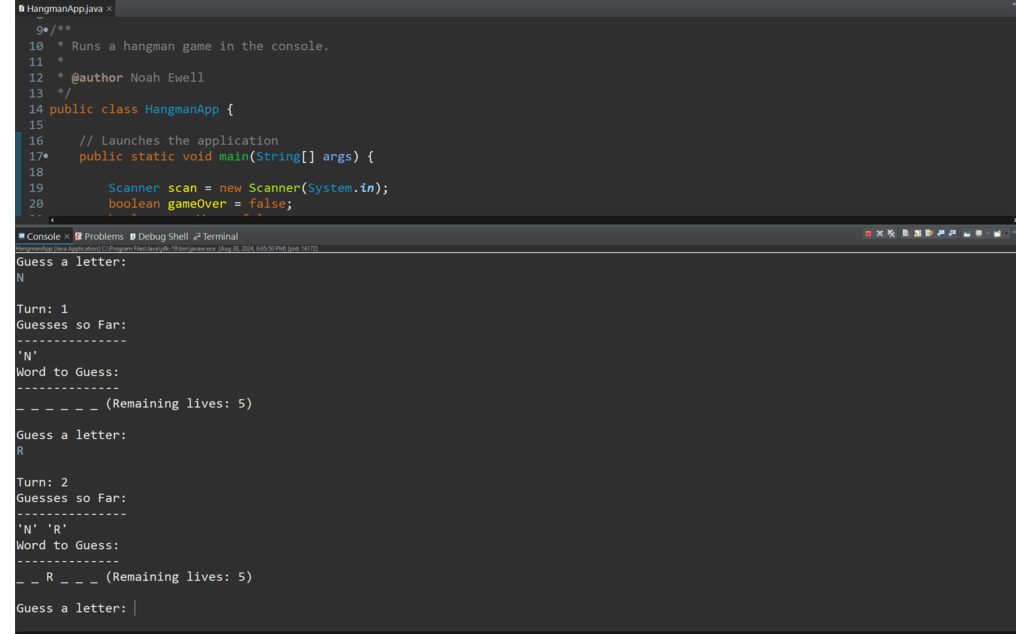 HangmanApp.java ×
9 /**
10 * Runs a hangman game in the console.
11 *
12 * @author Noah Ewell
13 */
14 public class HangmanApp {
15
16 // Launches the application
17 public static void main(String[] args) {
18
19 Scanner scan = new Scanner(System.in);
20 boolean gameOver = false;
Console × Problems Debug Shell Terminal
HangmanApp [Java Application] C:\Program Files\Java\jdk-19\bin\javaw.exe (Aug 30, 2024, 6:05:50 PM) [pid: 14172]
Guess a letter:
N
Turn: 1
Guesses so Far:
---------------
'N'
Word to Guess:
--------------
_ _ _ _ _ _ (Remaining lives: 5)
Guess a letter:
R
Turn: 2
Guesses so Far:
---------------
'N' 'R'
Word to Guess:
--------------
_ _ R _ _ _ (Remaining lives: 5)
Guess a letter: